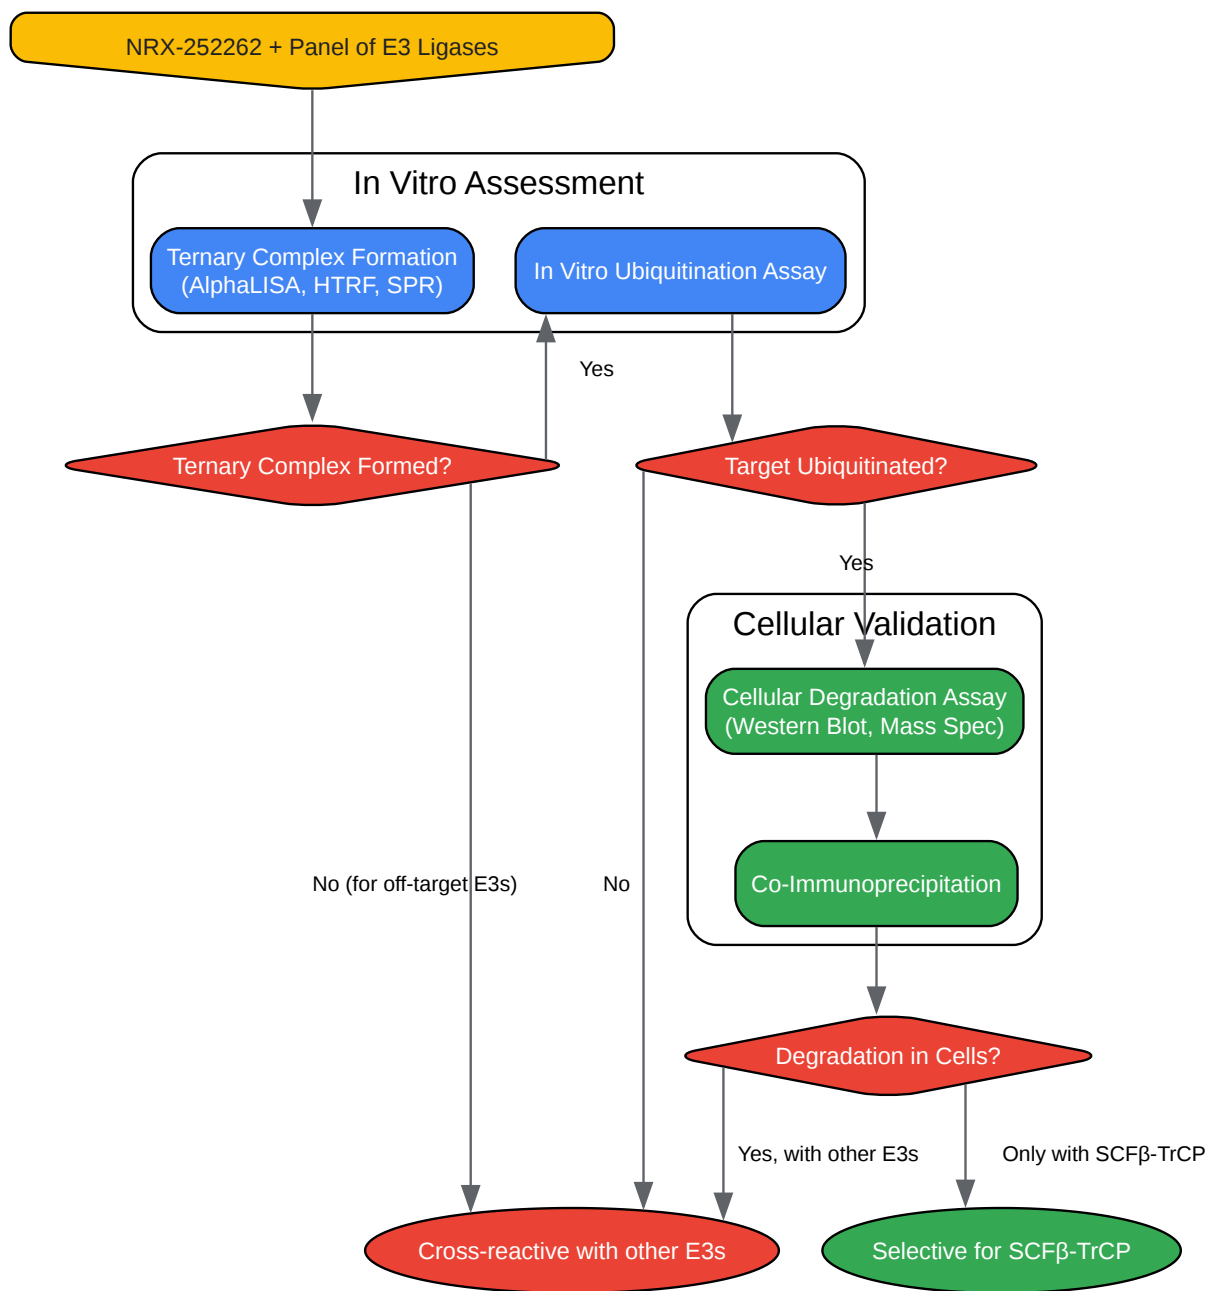 NRX-252262 + Panel of E3 Ligases
In Vitro Assessment
Ternary Complex Formation
(AlphaLISA, HTRF, SPR)
In Vitro Ubiquitination Assay
Yes
Ternary Complex Formed?
Target Ubiquitinated?
Yes
Cellular Validation
Cellular Degradation Assay
(Western Blot, Mass Spec)
No (for off-target E3s)
No
Co-Immunoprecipitation
Degradation in Cells?
Yes, with other E3s
Only with SCFβ-TrCP
Cross-reactive with other E3s
Selective for SCFβ-TrCP